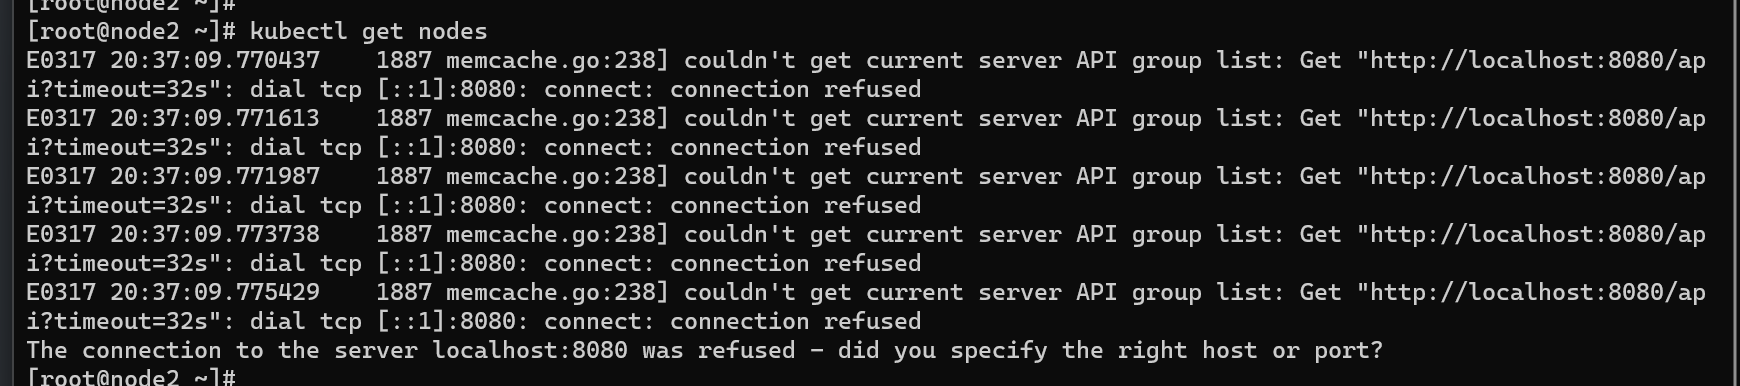 [root@node2 ~]#
[root@node2 ~]# kubectl get nodes
E0317 20:37:09.770437    1887 memcache.go:238] couldn't get current server API group list: Get "http://localhost:8080/ap
i?timeout=32s": dial tcp [::1]:8080: connect: connection refused
E0317 20:37:09.771613    1887 memcache.go:238] couldn't get current server API group list: Get "http://localhost:8080/ap
i?timeout=32s": dial tcp [::1]:8080: connect: connection refused
E0317 20:37:09.771987    1887 memcache.go:238] couldn't get current server API group list: Get "http://localhost:8080/ap
i?timeout=32s": dial tcp [::1]:8080: connect: connection refused
E0317 20:37:09.773738    1887 memcache.go:238] couldn't get current server API group list: Get "http://localhost:8080/ap
i?timeout=32s": dial tcp [::1]:8080: connect: connection refused
E0317 20:37:09.775429    1887 memcache.go:238] couldn't get current server API group list: Get "http://localhost:8080/ap
i?timeout=32s": dial tcp [::1]:8080: connect: connection refused
The connection to the server localhost:8080 was refused - did you specify the right host or port?
[root@node2 ~]#